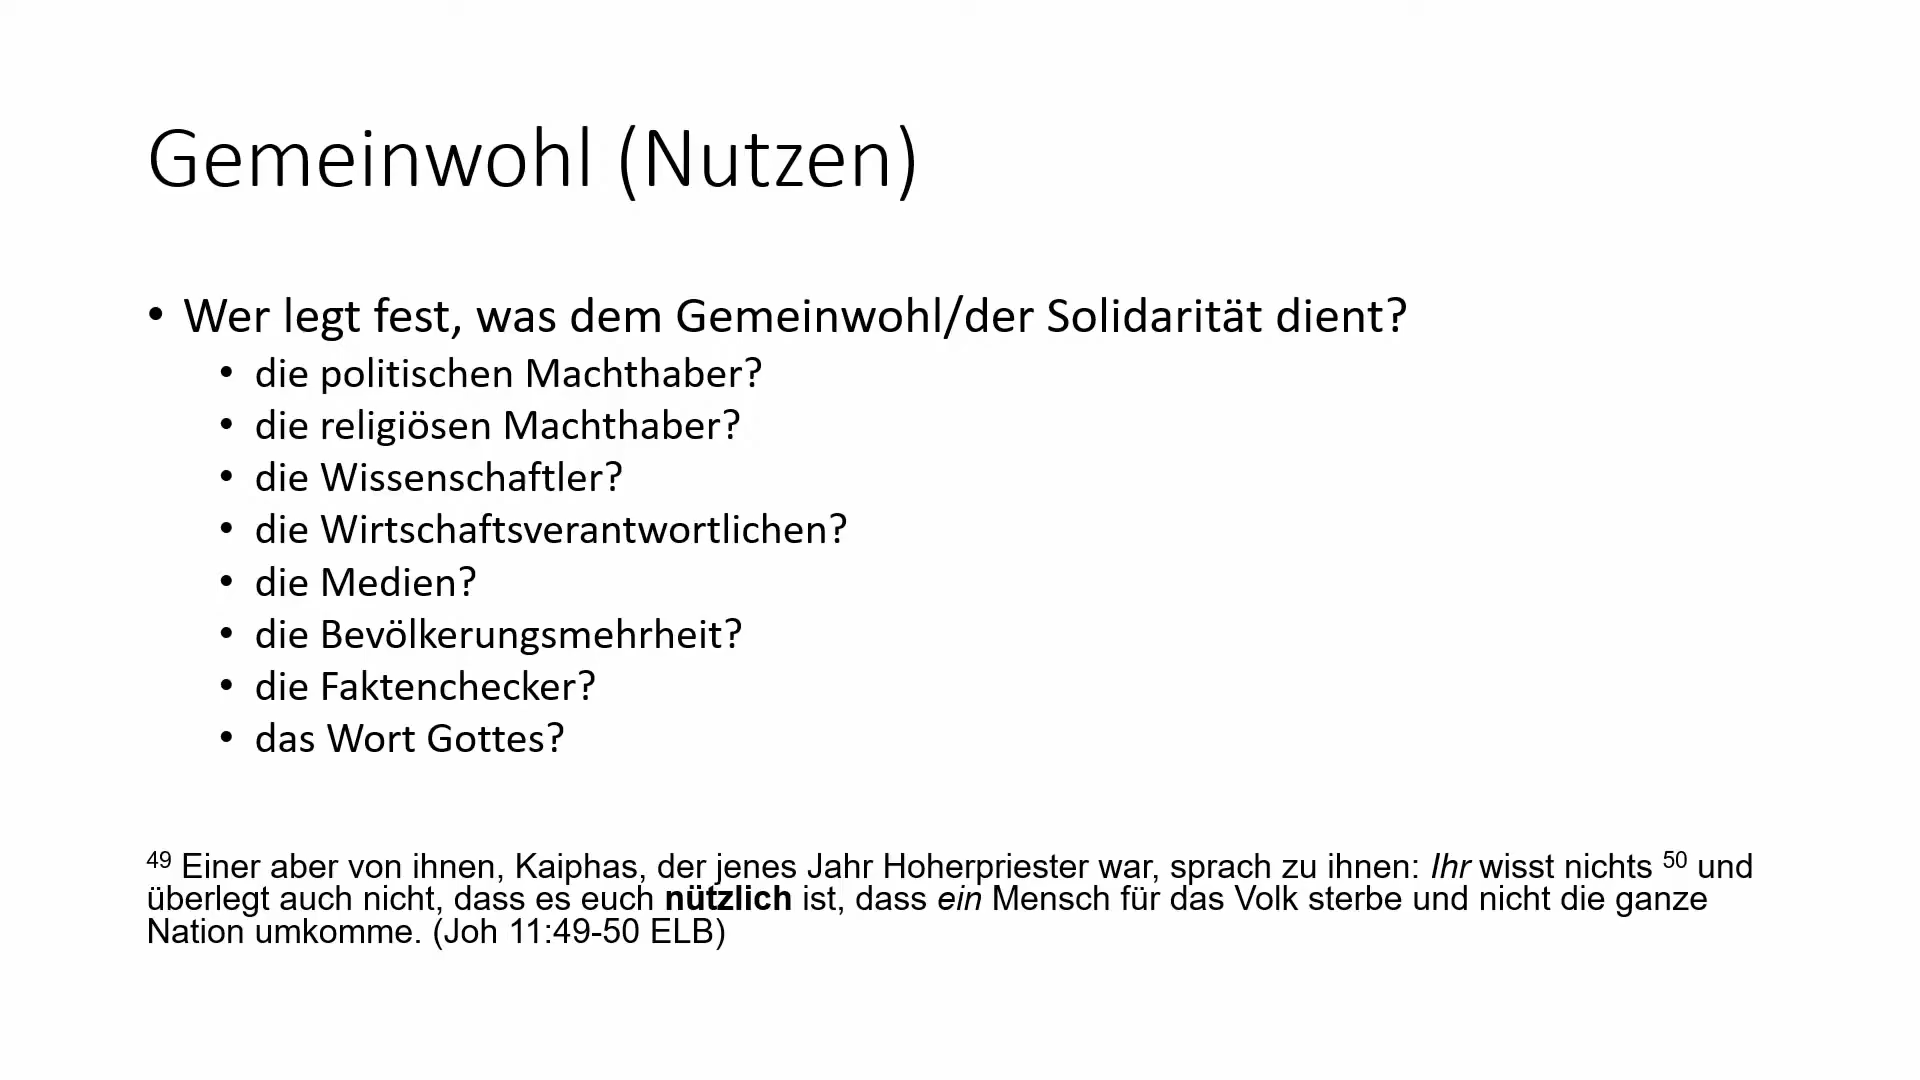 Gemeinwohl (Nutzen)
• Wer legt fest, was dem Gemeinwohl/der Solidarität dient?
• die politischen Machthaber?
• die religiösen Machthaber?
• die Wissenschaftler?
• die Wirtschaftsverantwortlichen?
• die Medien?
• die Bevölkerungsmehrheit?
• die Faktenchecker?
• das Wort Gottes?
49 Einer aber von ihnen, Kaiphas, der jenes Jahr Hoherpriester war, sprach zu ihnen: Ihr wisst nichts 50 und
überlegt auch nicht, dass es euch nützlich ist, dass ein Mensch für das Volk sterbe und nicht die ganze
Nation umkomme. (Joh 11:49-50 ELB)